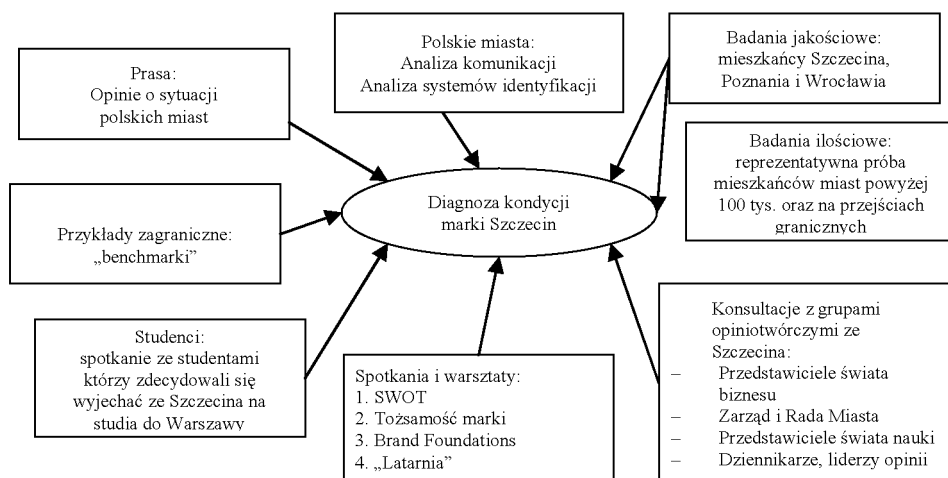 Prasa:
Opinie o sytuacji
polskich miast
Polskie miasta:
Analiza komunikacji
Analiza systemów identyfikacji
Badania jakościowe:
mieszkańcy Szczecina,
Poznania i Wrocławia
Badania ilościowe:
reprezentatywna próba
mieszkańców miast powyżej
100 tys. oraz na przejściach
granicznych
Diagnoza kondycji
marki Szczecin
Przykłady zagraniczne:
„benchmarki”
Studenci:
spotkanie ze studentami
którzy zdecydowali się
wyjechać ze Szczecina na
studia do Warszawy
Spotkania i warsztaty:
1. SWOT
2. Tożsamość marki
3. Brand Foundations
4. „Latarnia”
Konsultacje z grupami
opiniotwórczymi ze
Szczecina:
– Przedstawiciele świata
biznesu
– Zarząd i Rada Miasta
– Przedstawiciele świata nauki
– Dziennikarze, liderzy opinii